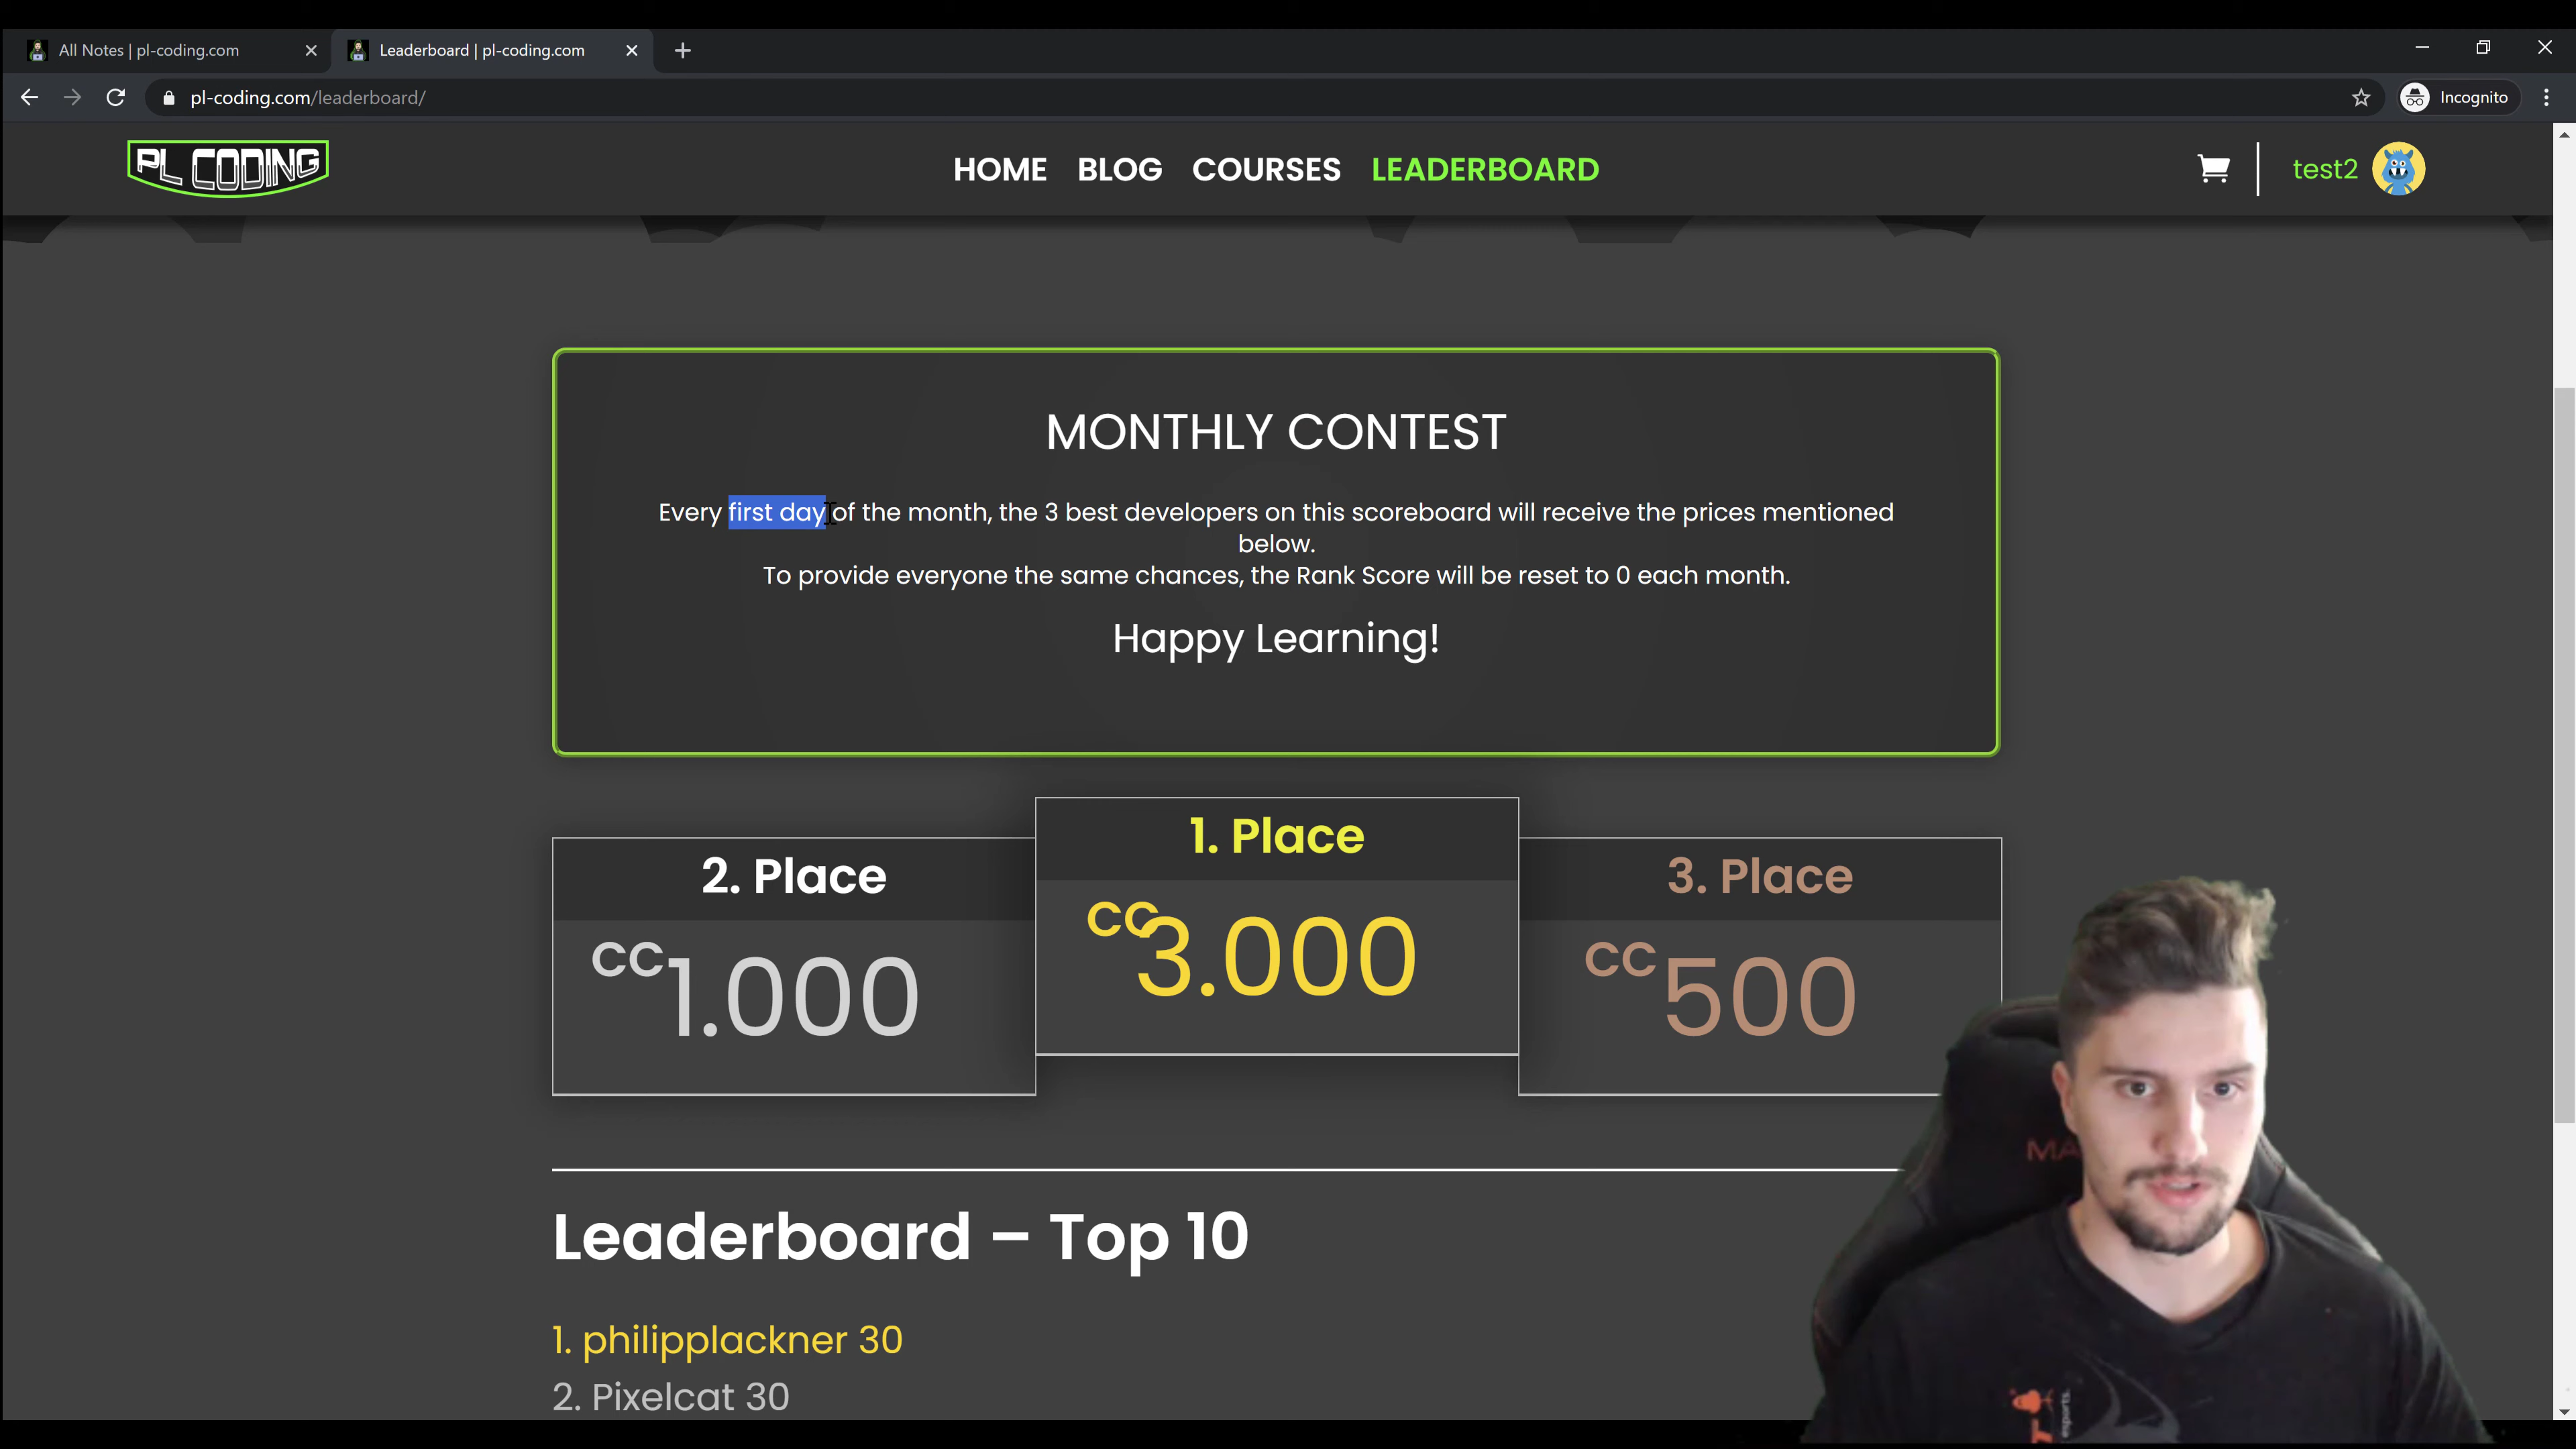 All Notes | pl-coding.com
Leaderboard | pl-coding.com
pl-coding.com/leaderboard/
Incognito
PL CODING
HOME BLOG COURSES LEADERBOARD
test2
MONTHLY CONTEST
Every first day of the month, the 3 best developers on this scoreboard will receive the prices mentioned
below.
To provide everyone the same chances, the Rank Score will be reset to 0 each month.
Happy Learning!
2. Place
CC1.000
1. Place
CC3.000
3. Place
CC500
Leaderboard – Top 10
1. philipplackner 30
2. Pixelcat 30